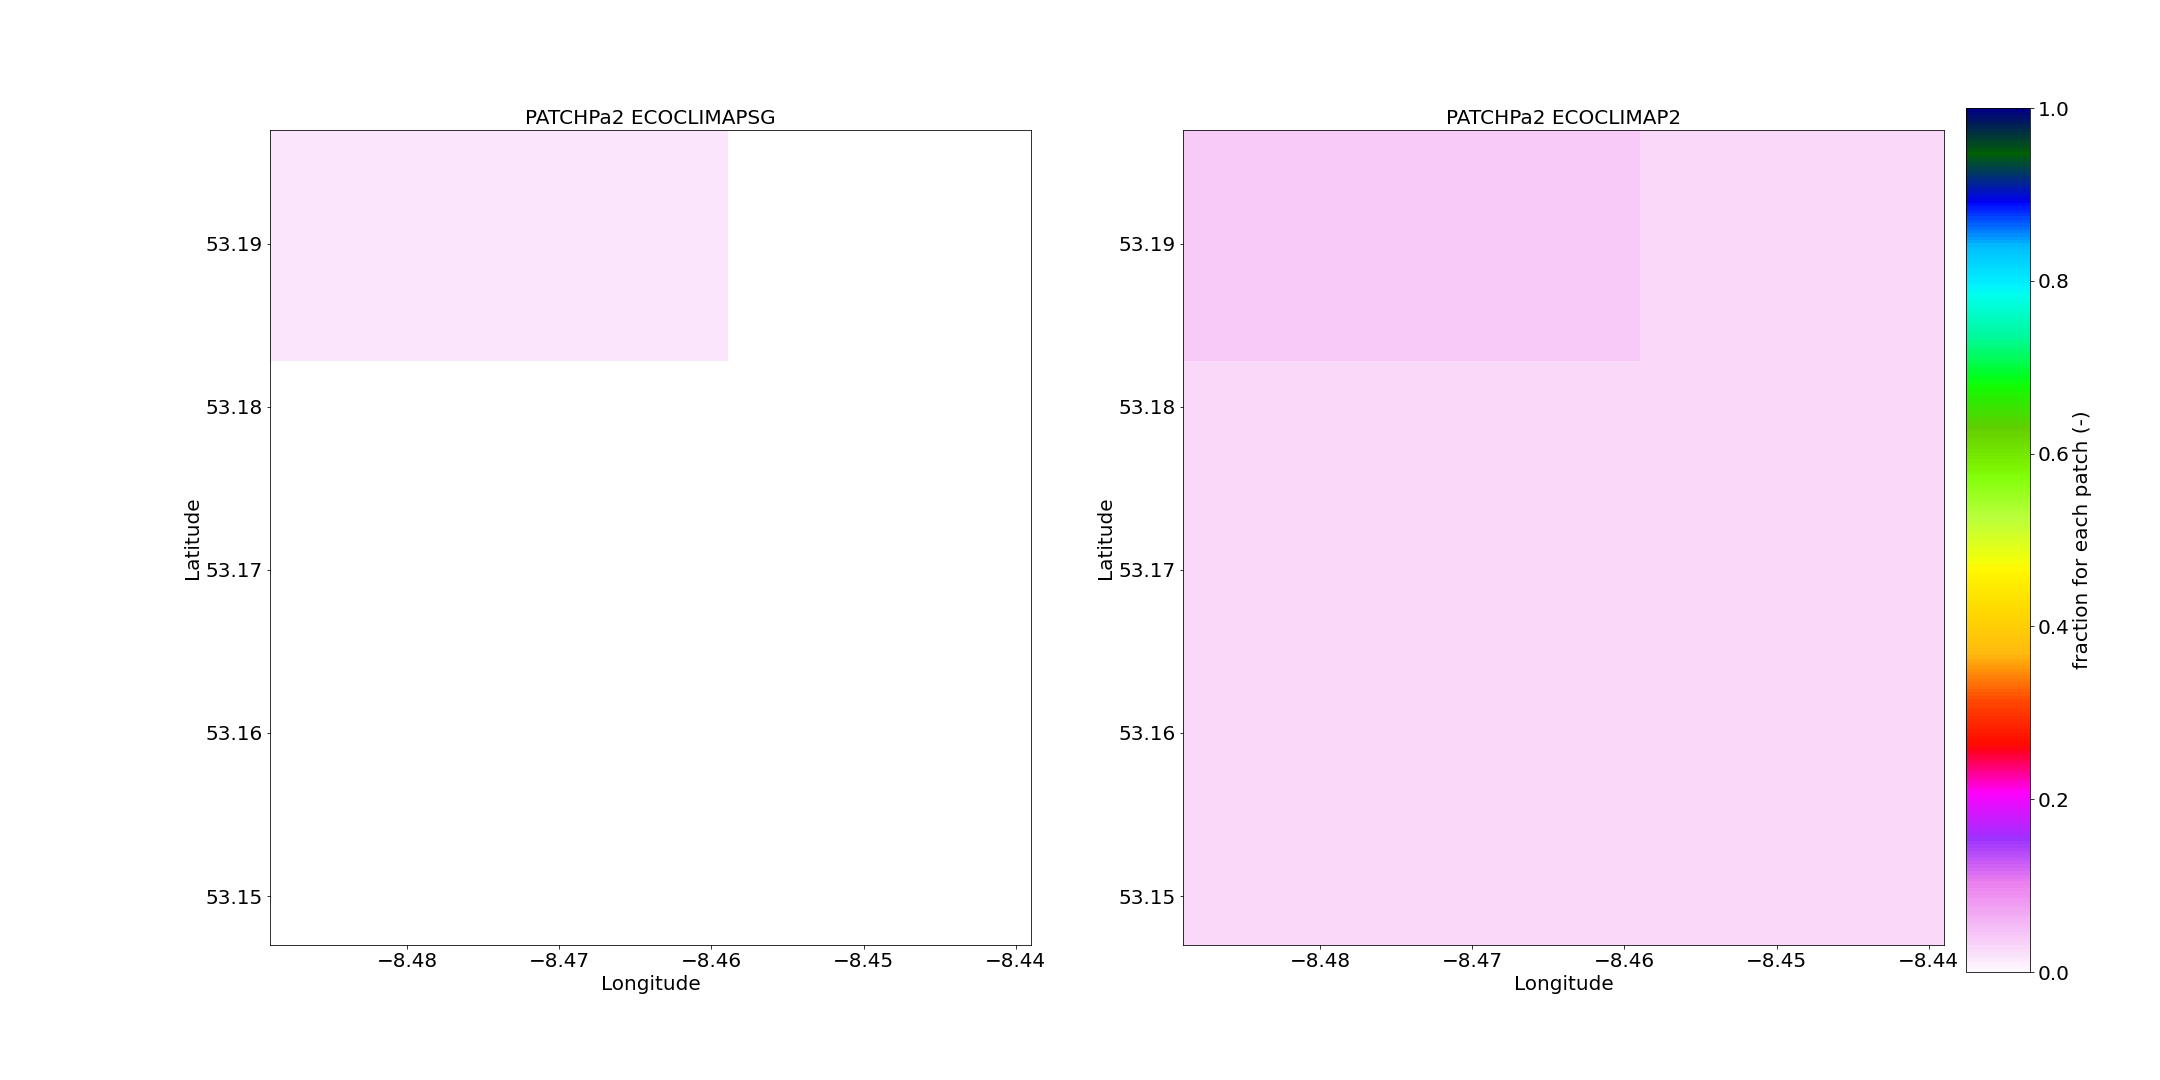 PATCHPa2 ECOCLIMAPSG
53.19
53.18
53.17
53.16
53.15
Latitude
−8.48 −8.47 −8.46 −8.45 −8.44
Longitude
PATCHPa2 ECOCLIMAP2
53.19
53.18
53.17
53.16
53.15
Latitude
−8.48 −8.47 −8.46 −8.45 −8.44
Longitude
1.0
0.8
0.6
0.4
0.2
0.0
fraction for each patch (-)